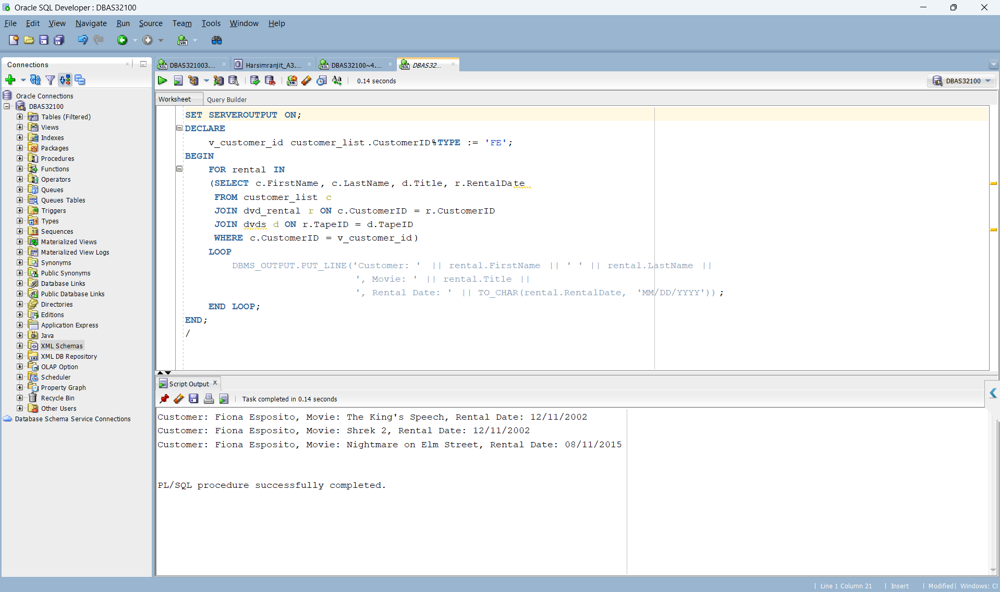 Oracle SQL Developer : DBAS32100
File Edit View Navigate Run Source Team Tools Window Help
Connections
Oracle Connections
DBAS32100
Tables (Filtered)
Views
Indexes
Packages
Procedures
Functions
Operators
Queues
Queues Tables
Triggers
Types
Sequences
Materialized Views
Materialized View Logs
Synonyms
Public Synonyms
Database Links
Public Database Links
Directories
Editions
Application Express
Java
XML Schemas
XML DB Repository
OLAP Option
Scheduler
Property Graph
Recycle Bin
Other Users
Database Schema Service Connections
DBAS321003.... Harsimranjit_A3.... DBAS32100~4.... DBAS32...
0.14 seconds
DBAS32100
Worksheet Query Builder
SET SERVEROUTPUT ON;
DECLARE
v_customer_id customer_list.CustomerID%TYPE := 'FE';
BEGIN
FOR rental IN
(SELECT c.FirstName, c.LastName, d.Title, r.RentalDate
FROM customer_list c
JOIN dvd_rental r ON c.CustomerID = r.CustomerID
JOIN dvds d ON r.TapeID = d.TapeID
WHERE c.CustomerID = v_customer_id)
LOOP
DBMS_OUTPUT.PUT_LINE('Customer: ' || rental.FirstName || ' ' || rental.LastName ||
', Movie: ' || rental.Title ||
', Rental Date: ' || TO_CHAR(rental.RentalDate, 'MM/DD/YYYY'));
END LOOP;
END;
/
Script Output
Task completed in 0.14 seconds
Customer: Fiona Esposito, Movie: The King's Speech, Rental Date: 12/11/2002
Customer: Fiona Esposito, Movie: Shrek 2, Rental Date: 12/11/2002
Customer: Fiona Esposito, Movie: Nightmare on Elm Street, Rental Date: 08/11/2015
PL/SQL procedure successfully completed.
Line 1 Column 21 | Insert | Modified | Windows: Cl